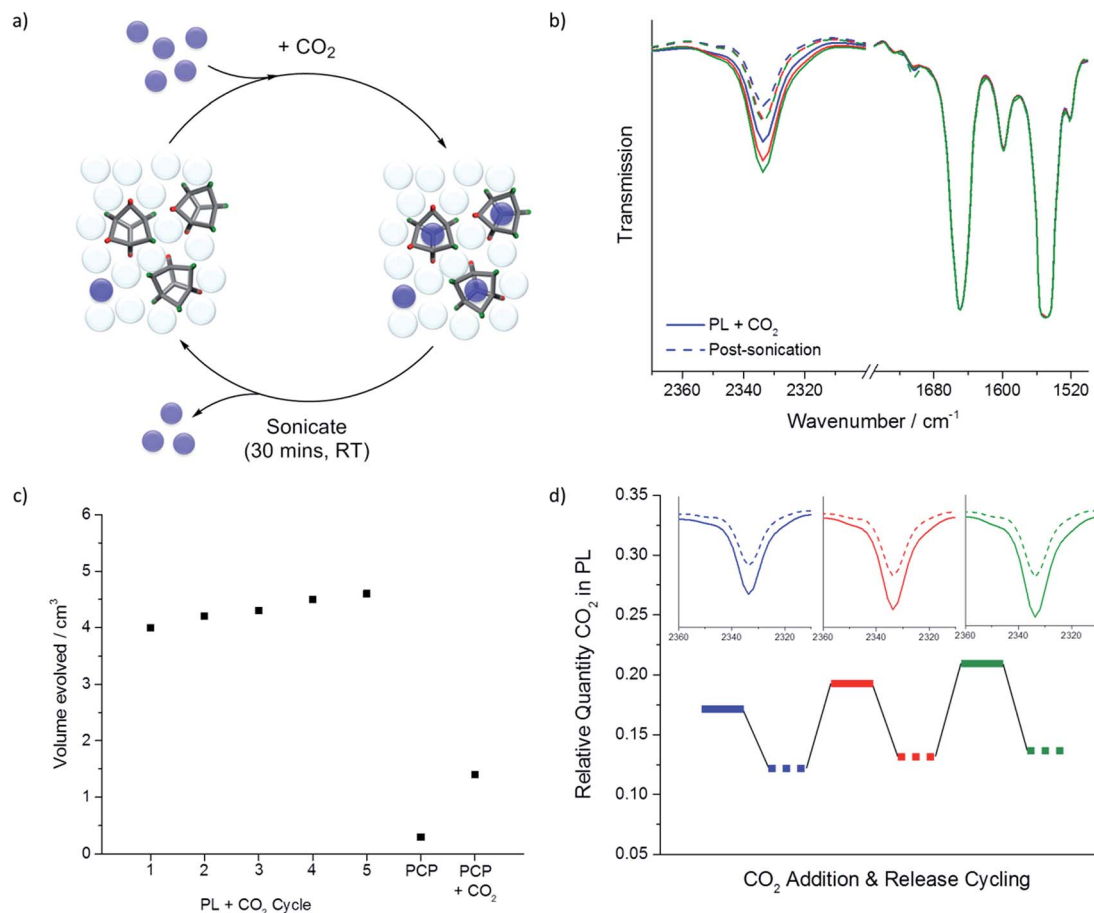 a)
+ CO₂
Sonicate
(30 mins, RT)
b)
Transmission
PL + CO₂
Post-sonication
2360 2340 2320 1680 1600 1520
Wavenumber / cm⁻¹
c)
Volume evolved / cm³
6
5
4
3
2
1
0
1 2 3 4 5 PCP PCP + CO₂
PL + CO₂ Cycle
d)
Relative Quantity CO₂ in PL
0.35
0.30
0.25
0.20
0.15
0.10
0.05
2360 2340 2320
2360 2340 2320
2360 2340 2320
CO₂ Addition & Release Cycling